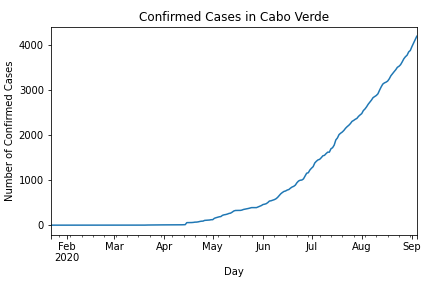 Confirmed Cases in Cabo Verde
Number of Confirmed Cases
4000
3000
2000
1000
0
Feb Mar Apr May Jun Jul Aug Sep
2020
Day